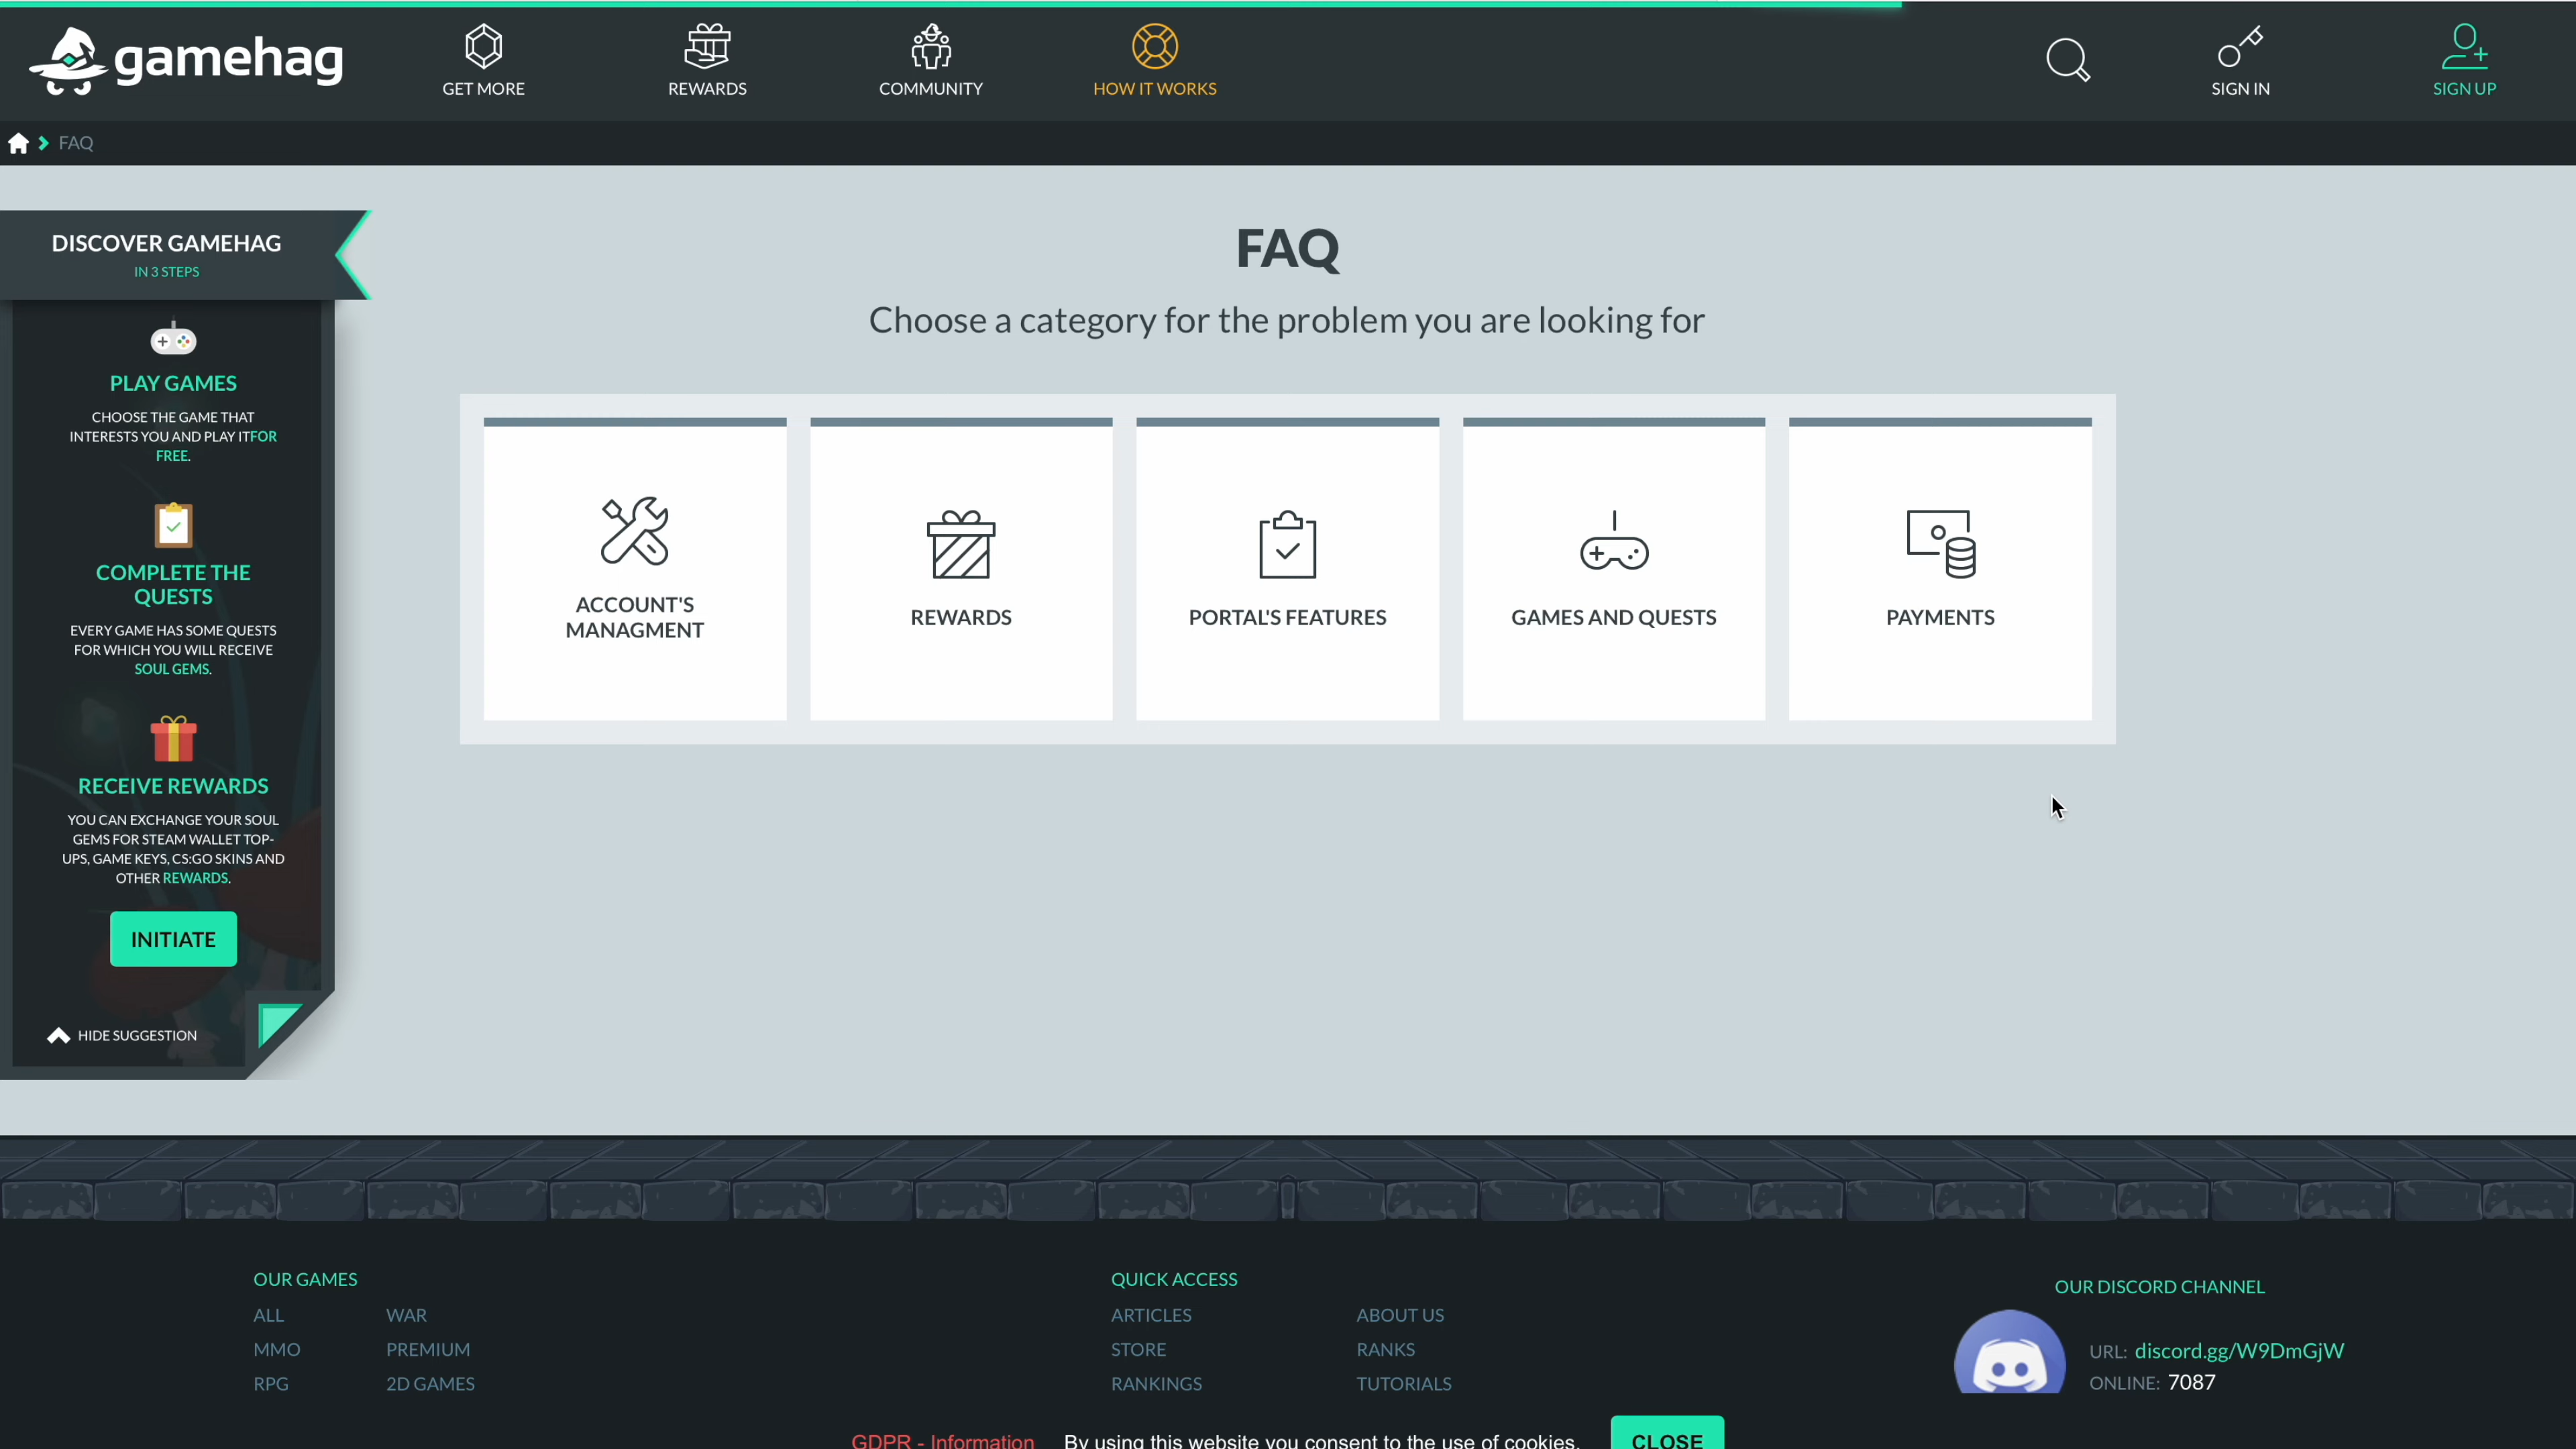 gamehag
GET MORE
REWARDS
COMMUNITY
HOW IT WORKS
SIGN IN
SIGN UP
FAQ
DISCOVER GAMEHAG
IN 3 STEPS
PLAY GAMES
CHOOSE THE GAME THAT
INTERESTS YOU AND PLAY ITFOR
FREE.
COMPLETE THE
QUESTS
EVERY GAME HAS SOME QUESTS
FOR WHICH YOU WILL RECEIVE
SOUL GEMS.
RECEIVE REWARDS
YOU CAN EXCHANGE YOUR SOUL
GEMS FOR STEAM WALLET TOP-
UPS, GAME KEYS, CS:GO SKINS AND
OTHER REWARDS.
INITIATE
HIDE SUGGESTION
FAQ
Choose a category for the problem you are looking for
ACCOUNT'S
MANAGMENT
REWARDS
PORTAL'S FEATURES
GAMES AND QUESTS
PAYMENTS
OUR GAMES
ALL
WAR
MMO
PREMIUM
RPG
2D GAMES
QUICK ACCESS
ARTICLES
ABOUT US
STORE
RANKS
RANKINGS
TUTORIALS
OUR DISCORD CHANNEL
URL: discord.gg/W9DmGjW
ONLINE: 7087
GDPR - Information
By using this website you consent to the use of cookies.
CLOSE